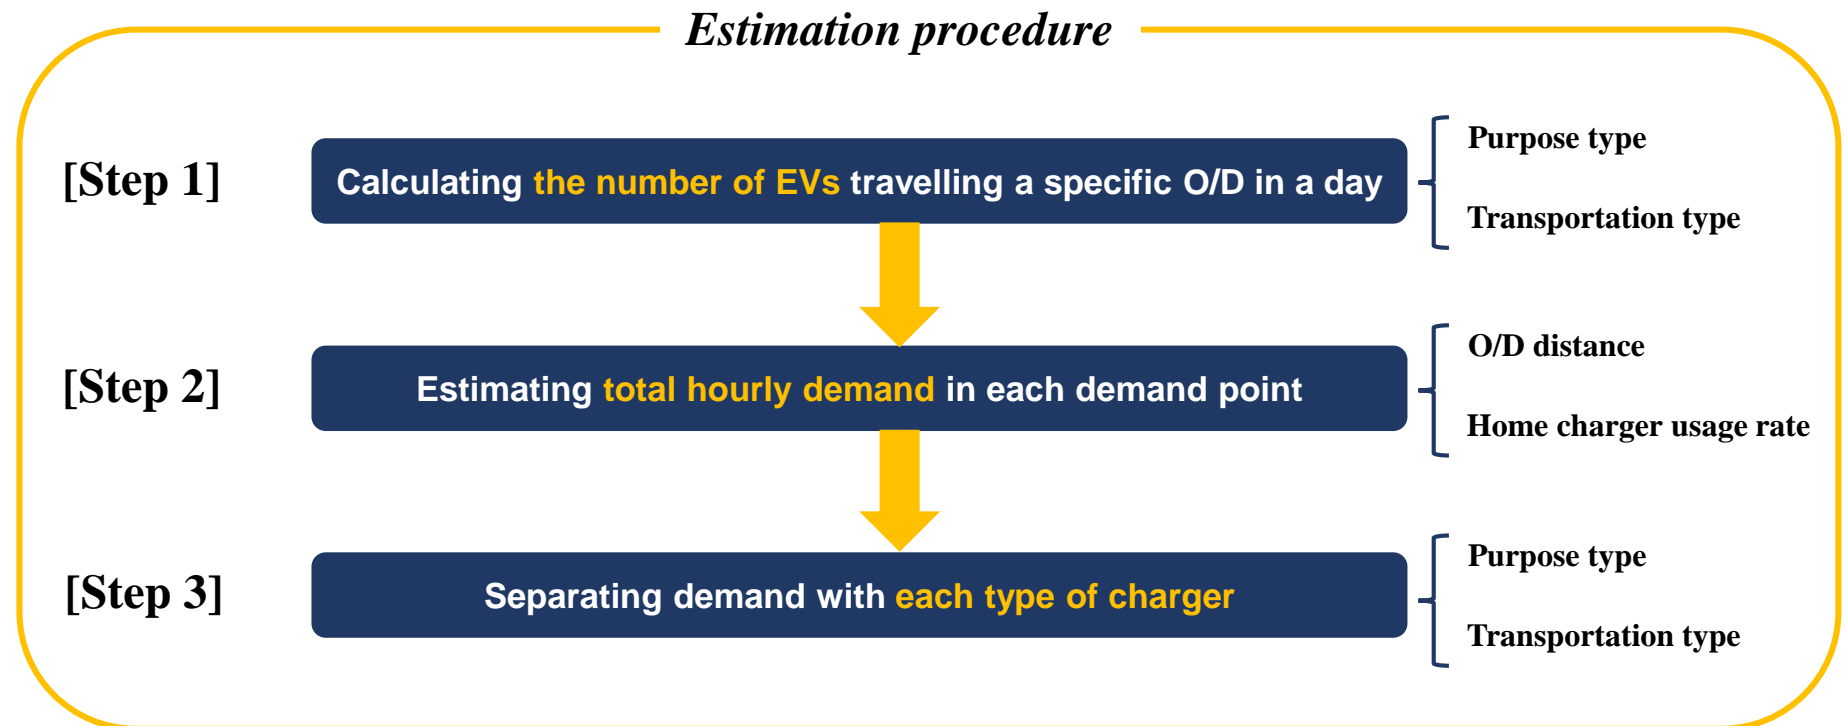 Estimation procedure
[Step 1]
Calculating the number of EVs travelling a specific O/D in a day
Purpose type
Transportation type
[Step 2]
Estimating total hourly demand in each demand point
O/D distance
Home charger usage rate
[Step 3]
Separating demand with each type of charger
Purpose type
Transportation type